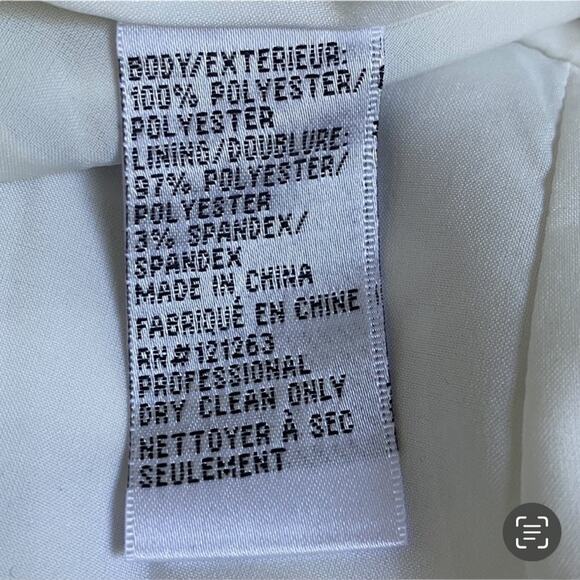 BODY/EXTERIEUR:
100% POLYESTER/
POLYESTER
LINING/DOUBLURE:
97% POLYESTER/
POLYESTER
3% SPANDEX/
SPANDEX
MADE IN CHINA
FABRIQUÉ EN CHINE
RN#121263
PROFESSIONAL
DRY CLEAN ONLY
NETTOYER À SEC
SEULEMENT